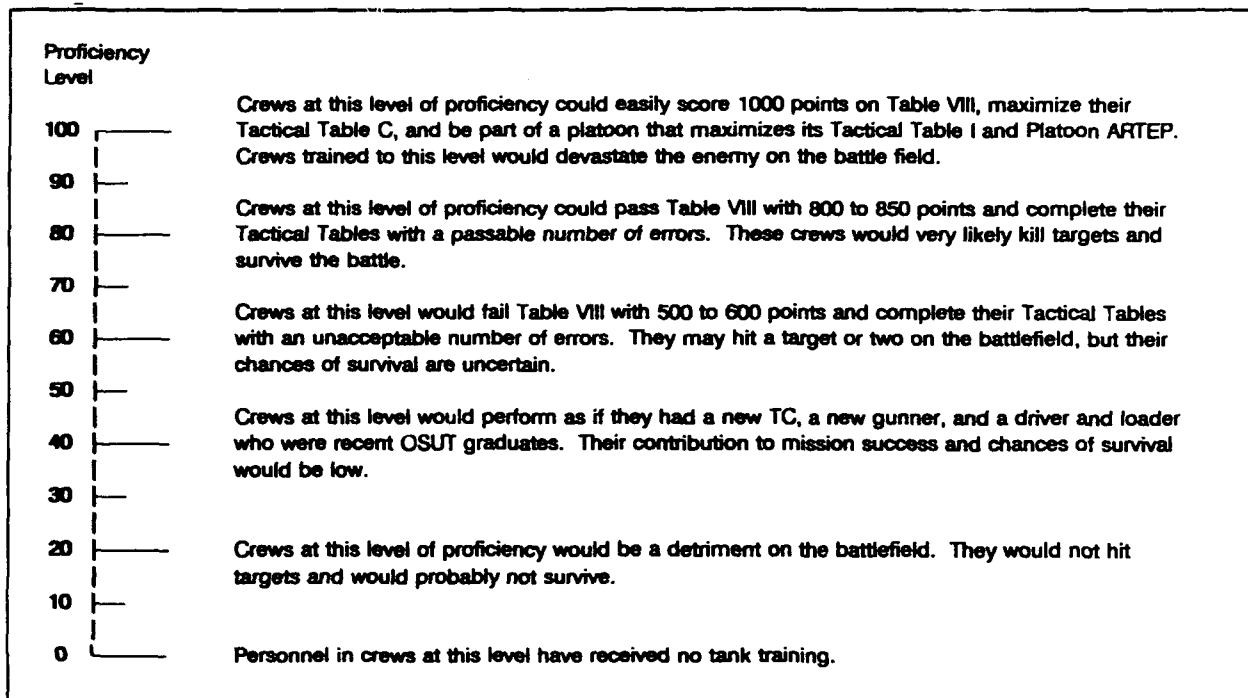 Proficiency
Level
Crews at this level of proficiency could easily score 1000 points on Table VIII, maximize their
100 Tactical Table C, and be part of a platoon that maximizes its Tactical Table I and Platoon ARTEP.
Crews trained to this level would devastate the enemy on the battle field.
90
Crews at this level of proficiency could pass Table VIII with 800 to 850 points and complete their
80 Tactical Tables with a passable number of errors. These crews would very likely kill targets and
survive the battle.
70
Crews at this level would fail Table VIII with 500 to 600 points and complete their Tactical Tables
60 with an unacceptable number of errors. They may hit a target or two on the battlefield, but their
chances of survival are uncertain.
50
Crews at this level would perform as if they had a new TC, a new gunner, and a driver and loader
40 who were recent OSUT graduates. Their contribution to mission success and chances of survival
would be low.
30
20 Crews at this level of proficiency would be a detriment on the battlefield. They would not hit
targets and would probably not survive.
10
0 Personnel in crews at this level have received no tank training.